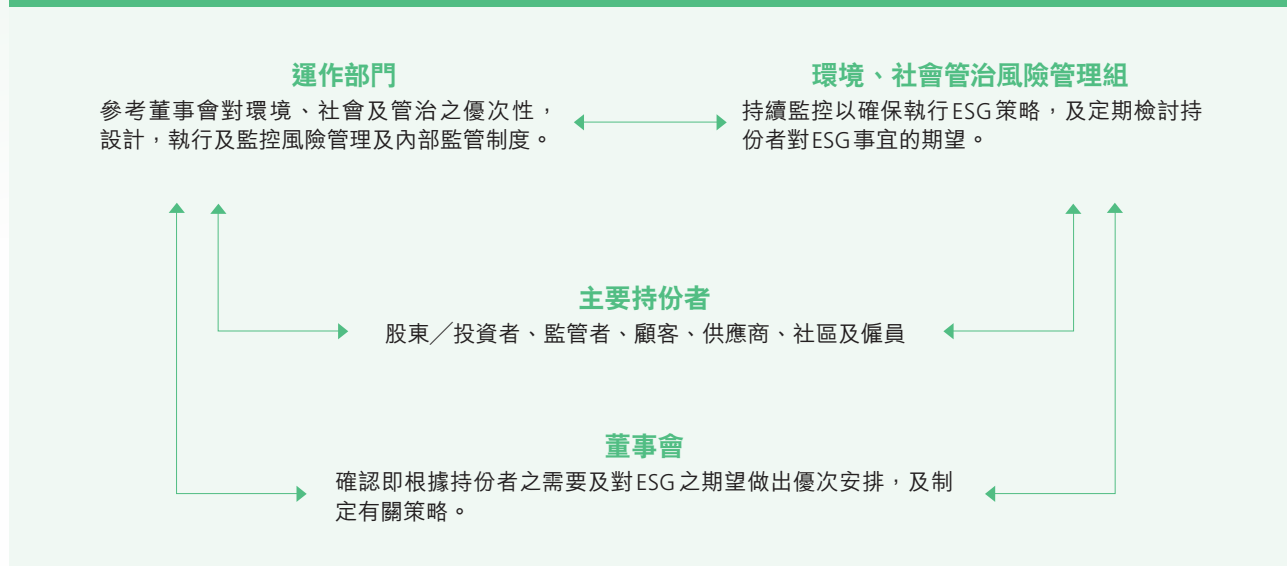 運作部門
參考董事會對環境、社會及管治之優次性，
設計，執行及監控風險管理及內部監管制度。
環境、社會管治風險管理組
持續監控以確保執行ESG策略，及定期檢討持
份者對ESG事宜的期望。
主要持份者
股東／投資者、監管者、顧客、供應商、社區及僱員
董事會
確認即根據持份者之需要及對ESG之期望做出優次安排，及制
定有關策略。